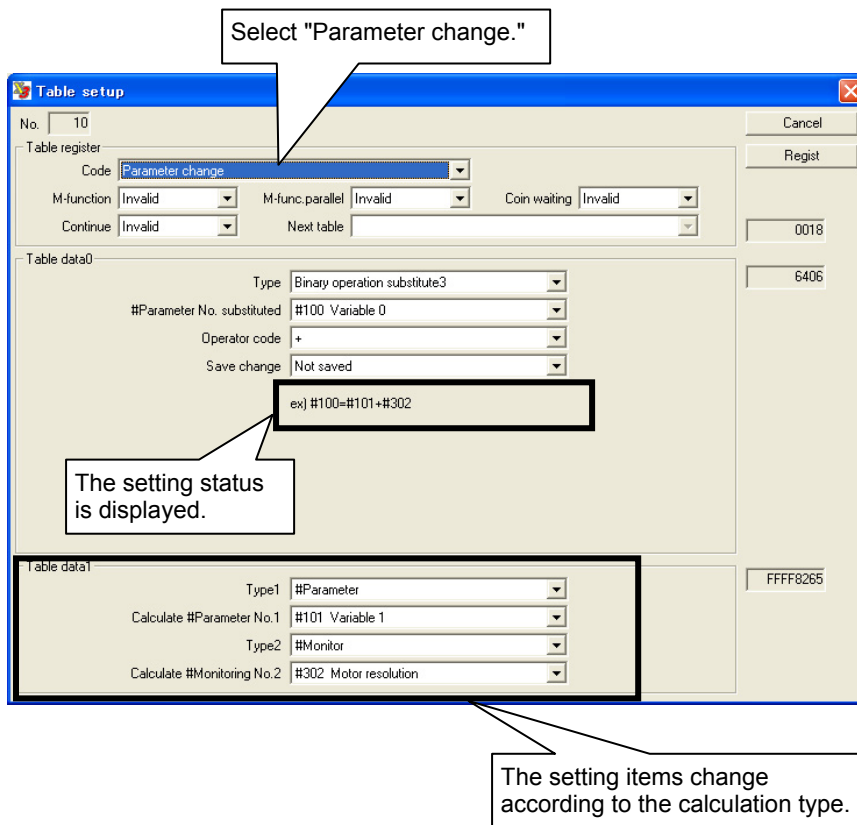 Select "Parameter change."
Table setup
No. 10
Cancel
Table register
Regist
Code Parameter change
M-function Invalid M-func.parallel Invalid Coin waiting Invalid
Continue Invalid Next table
0018
Table data0
6406
Type Binary operation substitute3
#Parameter No. substituted #100 Variable 0
Operator code +
Save change Not saved
ex) #100=#101+#302
The setting status
is displayed.
Table data1
FFFF8265
Type1 #Parameter
Calculate #Parameter No.1 #101 Variable 1
Type2 #Monitor
Calculate #Monitoring No.2 #302 Motor resolution
The setting items change
according to the calculation type.